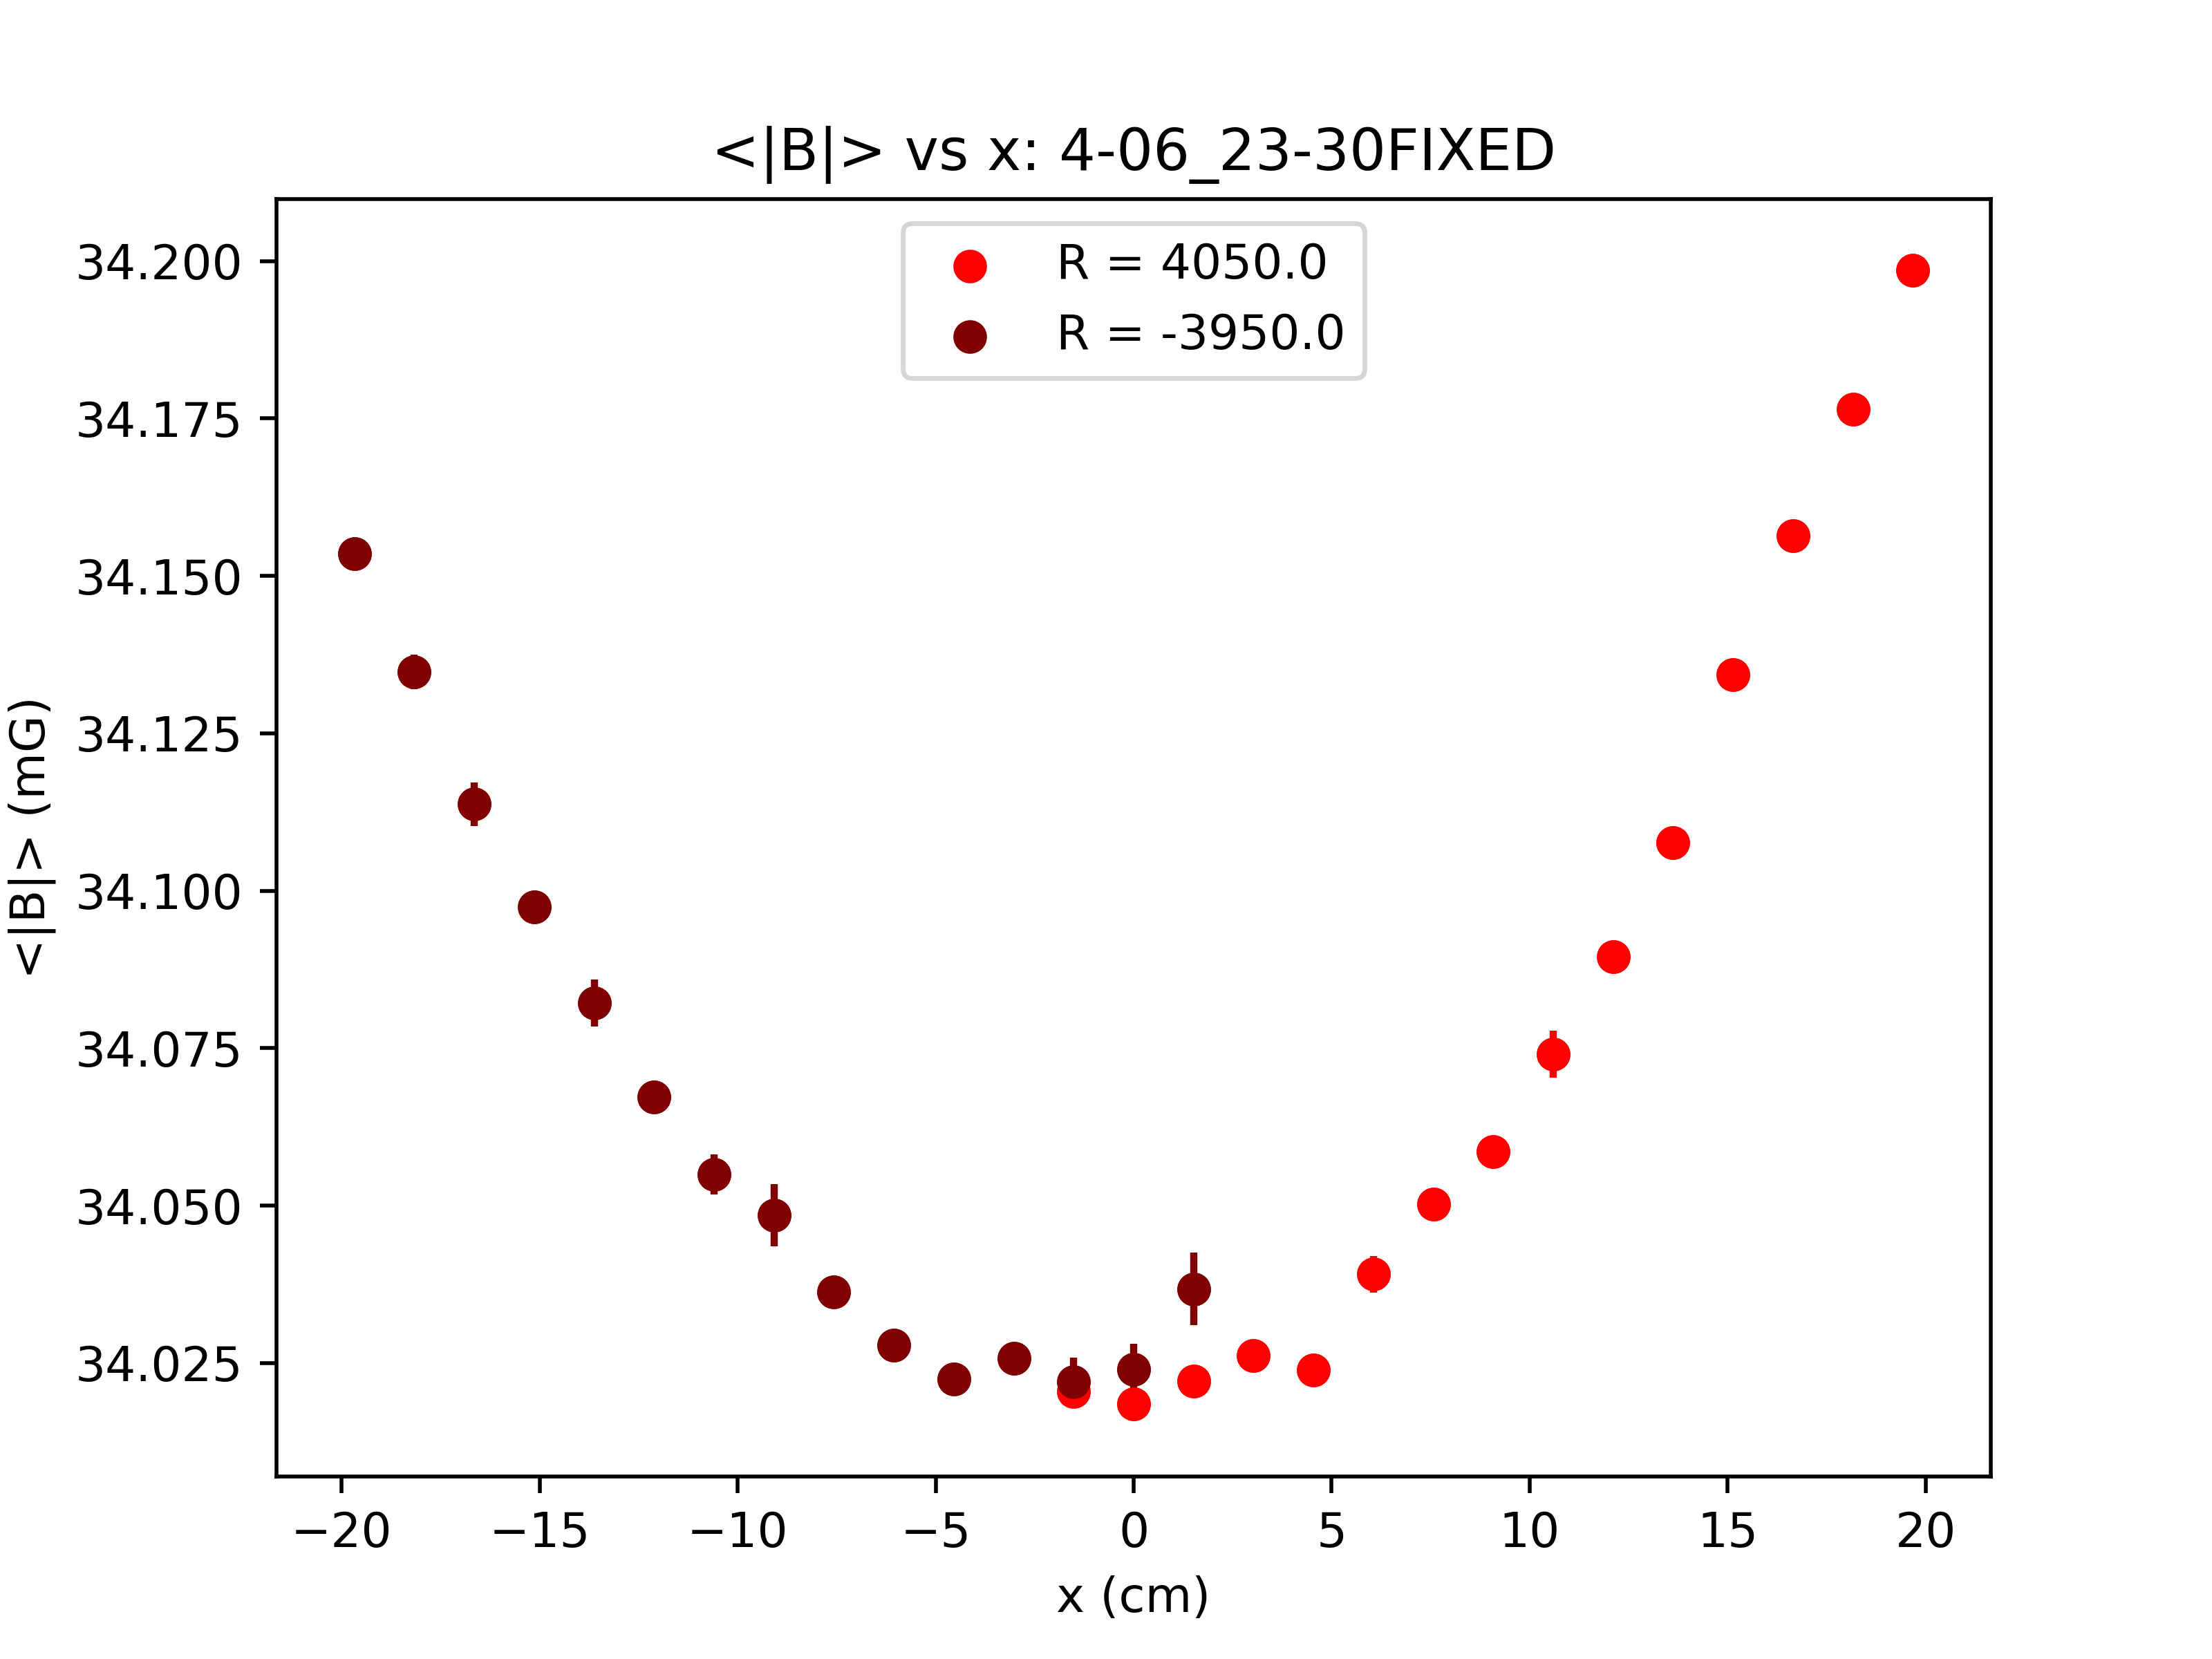 <|B|> vs x: 4-06_23-30FIXED
R = 4050.0
R = -3950.0
34.200
34.175
34.150
34.125
34.100
34.075
34.050
34.025
<|B|> (mG)
−20 −15 −10 −5 0 5 10 15 20
x (cm)